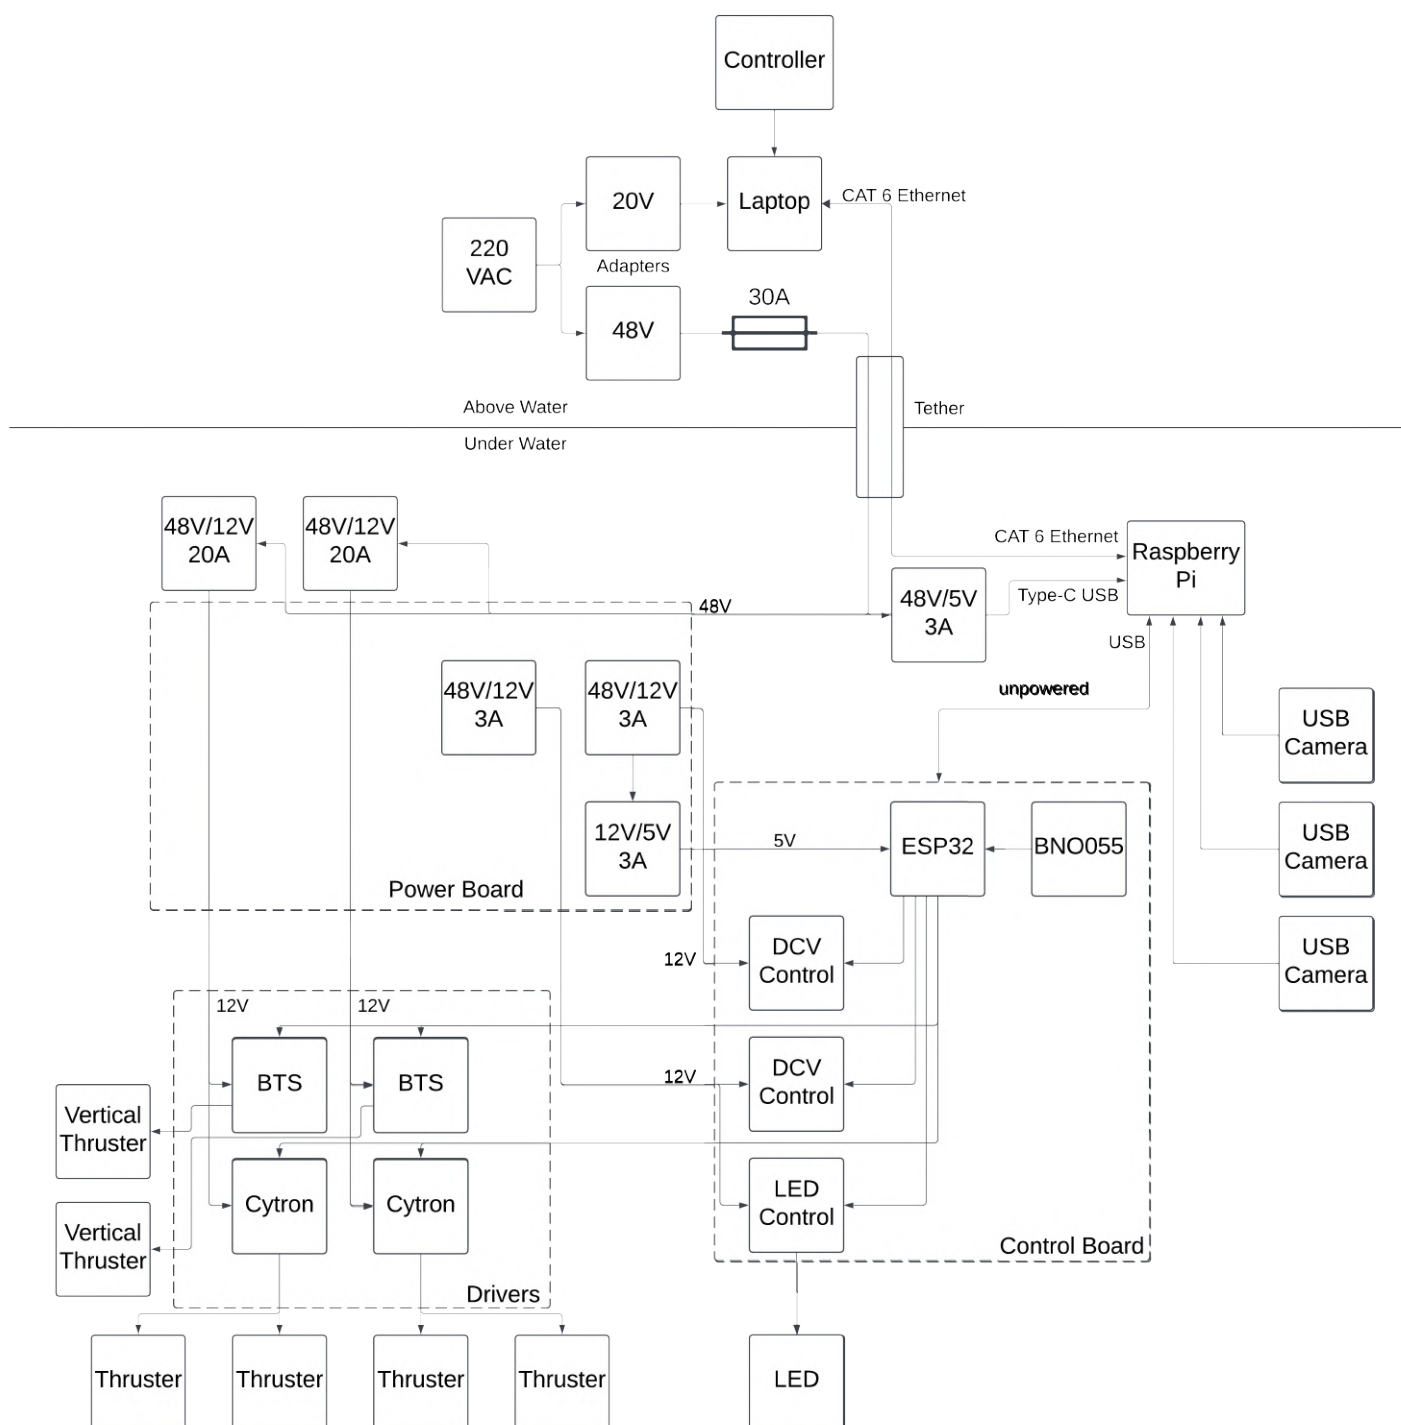 Controller
20V
Laptop
CAT 6 Ethernet
220
VAC
Adapters
48V
30A
Above Water
Tether
Under Water
48V/12V
20A
48V/12V
20A
CAT 6 Ethernet
Raspberry
Pi
48V
48V/5V
3A
Type-C USB
USB
unpowered
48V/12V
3A
48V/12V
3A
USB
Camera
12V/5V
3A
5V
ESP32
BNO055
USB
Camera
Power Board
12V
DCV
Control
USB
Camera
12V
12V
BTS
BTS
12V
DCV
Control
Vertical
Thruster
Cytron
Cytron
LED
Control
Vertical
Thruster
Control Board
Drivers
Thruster
Thruster
Thruster
Thruster
LED